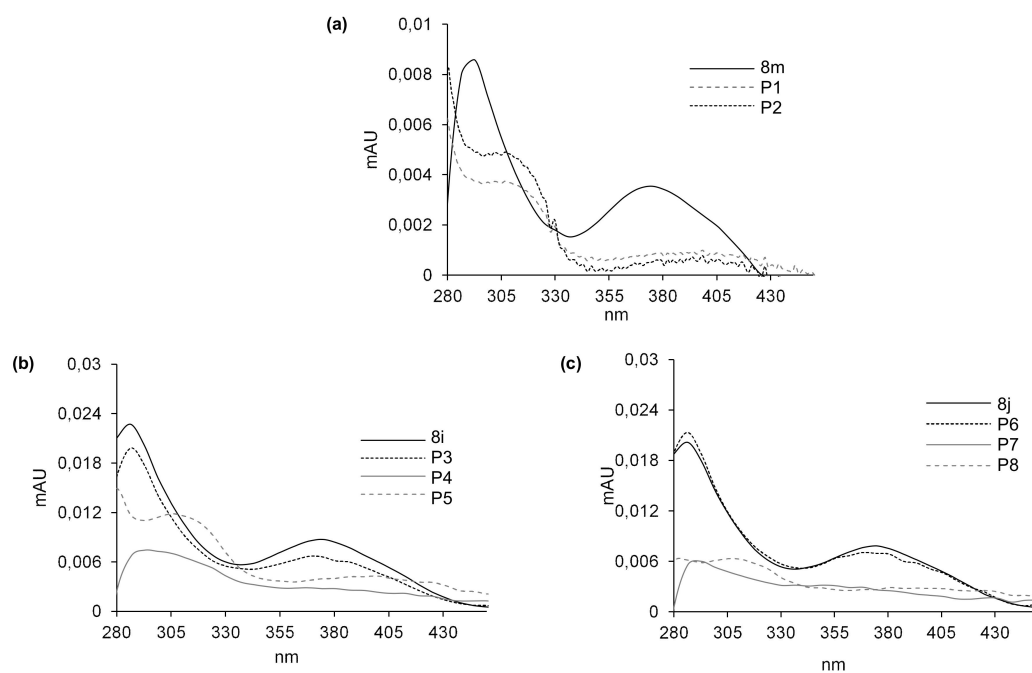 (a)
0,01
0,008
0,006
0,004
0,002
0
mAU
280 305 330 355 380 405 430
nm
8m
P1
P2
(b)
0,03
0,024
0,018
0,012
0,006
0
mAU
280 305 330 355 380 405 430
nm
8i
P3
P4
P5
(c)
0,03
0,024
0,018
0,012
0,006
0
mAU
280 305 330 355 380 405 430
nm
8j
P6
P7
P8